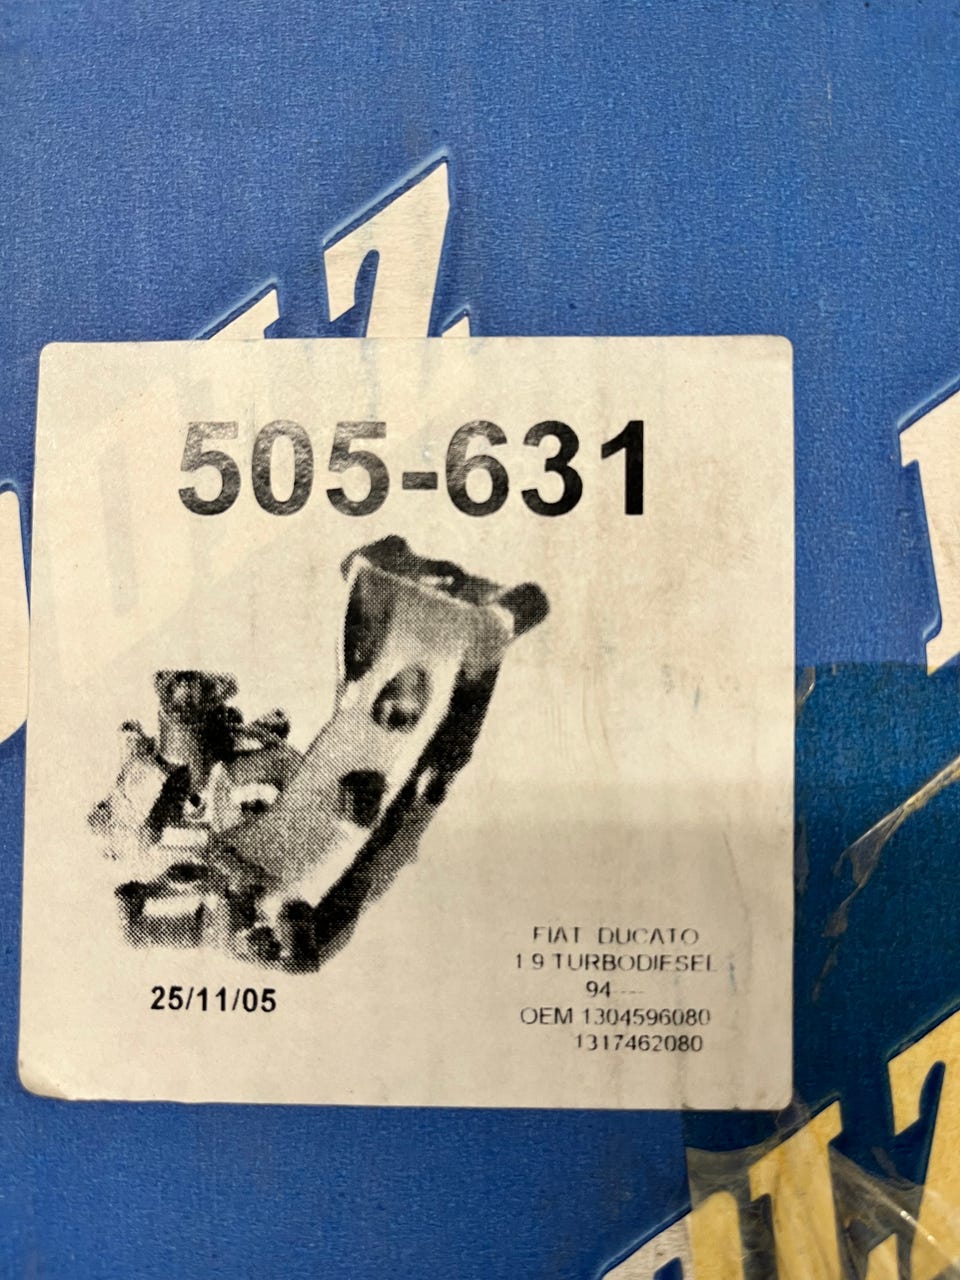 505-631
25/11/05
FIAT DUCATO
1.9 TURBODIESEL
94 ---
OEM 1304596080
1317462080